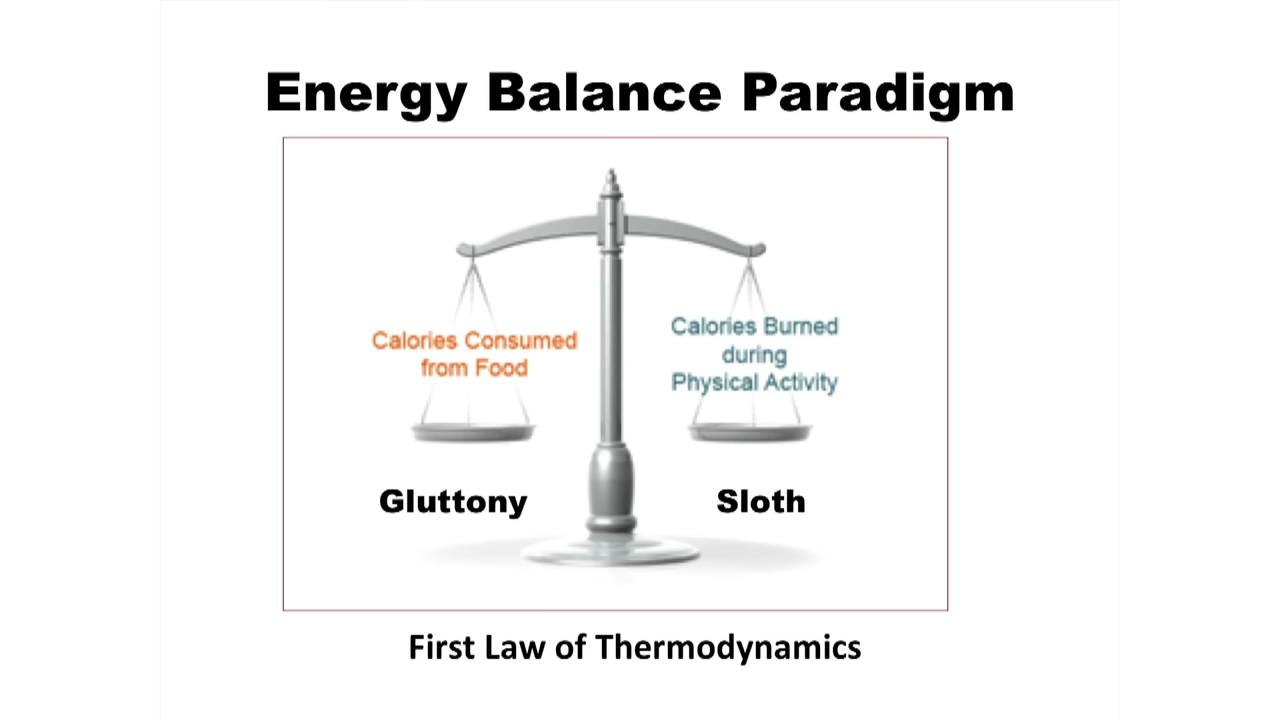 Energy Balance Paradigm
Calories Consumed
from Food
Calories Burned
during
Physical Activity
Gluttony
Sloth
First Law of Thermodynamics